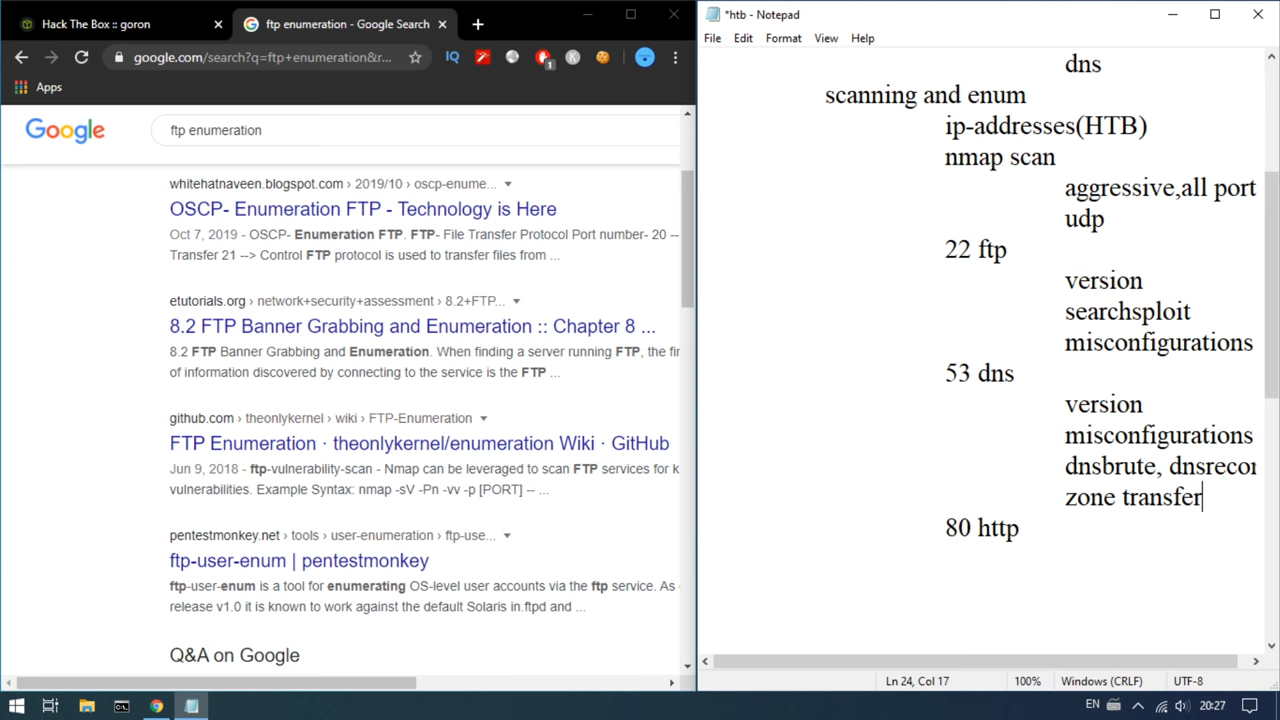 Hack The Box :: goron
ftp enumeration - Google Search
google.com/search?q=ftp+enumeration&r...
IQ
1
K
Apps
Google
ftp enumeration
whitehatnaveen.blogspot.com › 2019/10 › oscp-enume...
OSCP- Enumeration FTP - Technology is Here
Oct 7, 2019 - OSCP- Enumeration FTP. FTP- File Transfer Protocol Port number- 20 --
Transfer 21 --> Control FTP protocol is used to transfer files from ...
etutorials.org › network+security+assessment › 8.2+FTP...
8.2 FTP Banner Grabbing and Enumeration :: Chapter 8 ...
8.2 FTP Banner Grabbing and Enumeration. When finding a server running FTP, the
of information discovered by connecting to the service is the FTP ...
github.com › theonlykernel › wiki › FTP-Enumeration
FTP Enumeration · theonlykernel/enumeration Wiki · GitHub
Jun 9, 2018 - ftp-vulnerability-scan - Nmap can be leveraged to scan FTP services for k
vulnerabilities. Example Syntax: nmap -sV -Pn -vv -p [PORT] -- ...
pentestmonkey.net › tools › user-enumeration › ftp-use...
ftp-user-enum | pentestmonkey
ftp-user-enum is a tool for enumerating OS-level user accounts via the ftp service. As
release v1.0 it is known to work against the default Solaris in.ftpd and ...
Q&A on Google
*htb - Notepad
File Edit Format View Help
dns
scanning and enum
ip-addresses(HTB)
nmap scan
aggressive,all port
udp
22 ftp
version
searchsploit
misconfigurations
53 dns
version
misconfigurations
dnsbrute, dnsrecon
zone transfer
80 http
Ln 24, Col 17
100%
Windows (CRLF)
UTF-8
EN
20:27